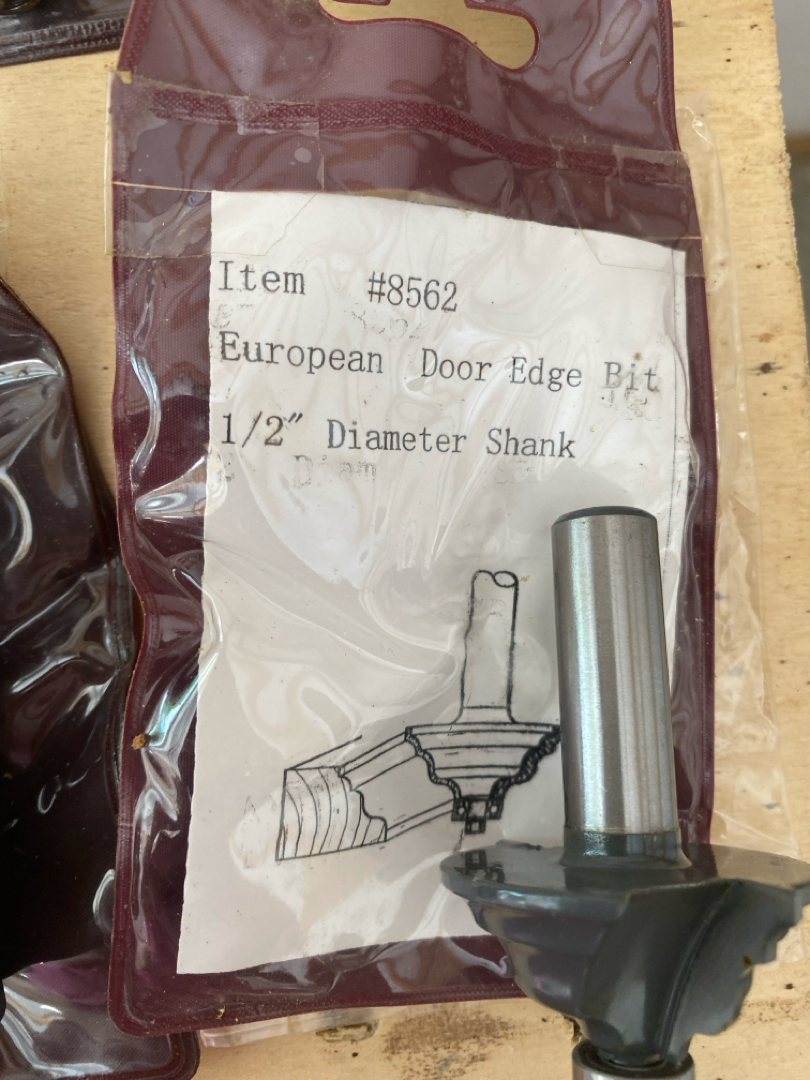 Item #8562
European Door Edge Bit
1/2" Diameter Shank